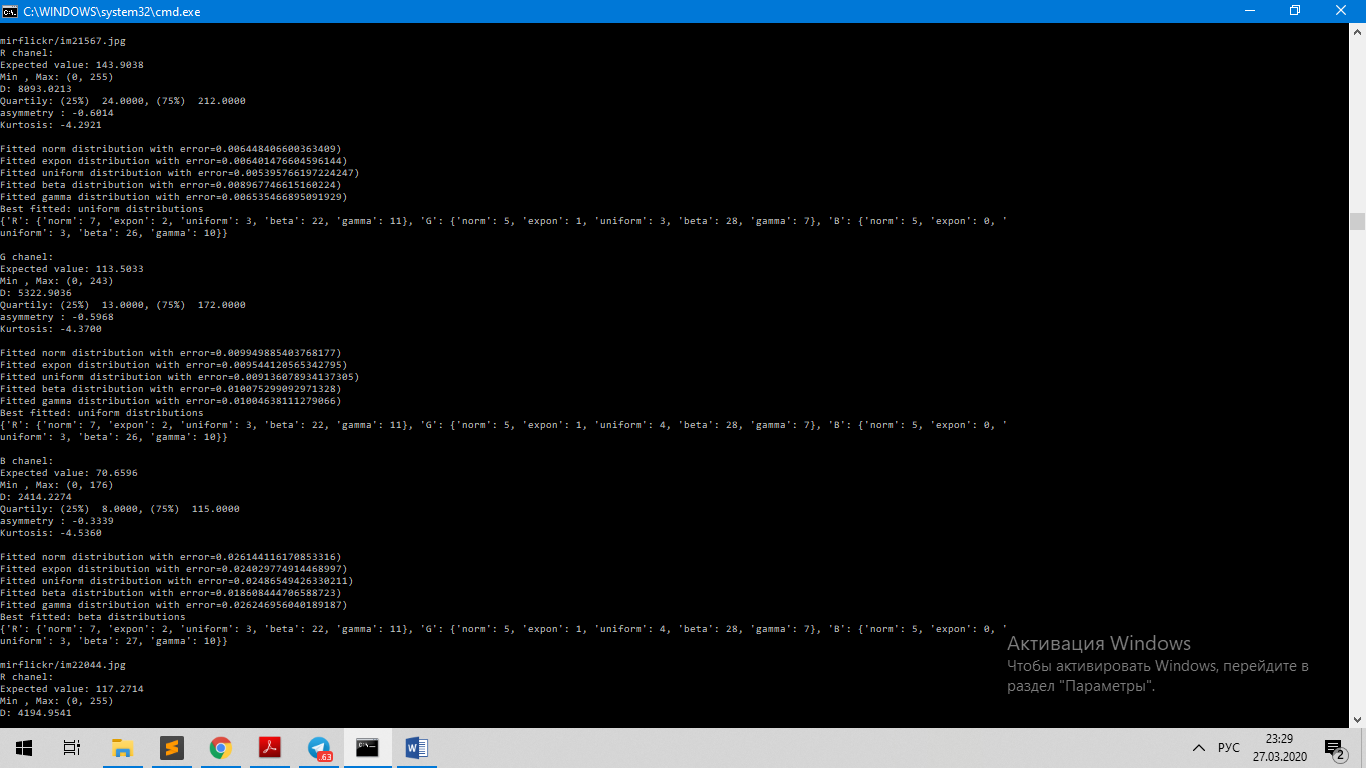 C:\WINDOWS\system32\cmd.exe
mirflickr/im21567.jpg
R chanel:
Expected value: 143.9038
Min , Max: (0, 255)
D: 8093.0213
Quartily: (25%)  24.0000, (75%)  212.0000
asymmetry : -0.6014
Kurtosis: -4.2921
Fitted norm distribution with error=0.006448406600363409)
Fitted expon distribution with error=0.006401476604596144)
Fitted uniform distribution with error=0.005395766197224247)
Fitted beta distribution with error=0.008967746615160224)
Fitted gamma distribution with error=0.006535466895091929)
Best fitted: uniform distributions
{'R': {'norm': 7, 'expon': 2, 'uniform': 3, 'beta': 22, 'gamma': 11}, 'G': {'norm': 5, 'expon': 1, 'uniform': 3, 'beta': 28, 'gamma': 7}, 'B': {'norm': 5, 'expon': 0, '
uniform': 3, 'beta': 26, 'gamma': 10}}
G chanel:
Expected value: 113.5033
Min , Max: (0, 243)
D: 5322.9036
Quartily: (25%)  13.0000, (75%)  172.0000
asymmetry : -0.5968
Kurtosis: -4.3700
Fitted norm distribution with error=0.009949885403768177)
Fitted expon distribution with error=0.009544120565342795)
Fitted uniform distribution with error=0.009136078934137305)
Fitted beta distribution with error=0.010075299092971328)
Fitted gamma distribution with error=0.01004638111279066)
Best fitted: uniform distributions
{'R': {'norm': 7, 'expon': 2, 'uniform': 3, 'beta': 22, 'gamma': 11}, 'G': {'norm': 5, 'expon': 1, 'uniform': 4, 'beta': 28, 'gamma': 7}, 'B': {'norm': 5, 'expon': 0, '
uniform': 3, 'beta': 26, 'gamma': 10}}
B chanel:
Expected value: 70.6596
Min , Max: (0, 176)
D: 2414.2274
Quartily: (25%)  8.0000, (75%)  115.0000
asymmetry : -0.3339
Kurtosis: -4.5360
Fitted norm distribution with error=0.026144116170853316)
Fitted expon distribution with error=0.024029774914468997)
Fitted uniform distribution with error=0.02486549426330211)
Fitted beta distribution with error=0.018608444706588723)
Fitted gamma distribution with error=0.026246956040189187)
Best fitted: beta distributions
{'R': {'norm': 7, 'expon': 2, 'uniform': 3, 'beta': 22, 'gamma': 11}, 'G': {'norm': 5, 'expon': 1, 'uniform': 4, 'beta': 28, 'gamma': 7}, 'B': {'norm': 5, 'expon': 0, '
uniform': 3, 'beta': 27, 'gamma': 10}}
mirflickr/im22044.jpg
R chanel:
Expected value: 117.2714
Min , Max: (0, 255)
D: 4194.9541
Активация Windows
Чтобы активировать Windows, перейдите в
раздел "Параметры".
63
РУС
23:29
27.03.2020
2